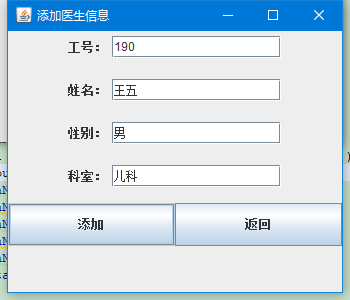 添加医生信息
工号： 190
姓名： 王五
性别： 男
科室： 儿科
添加 返回